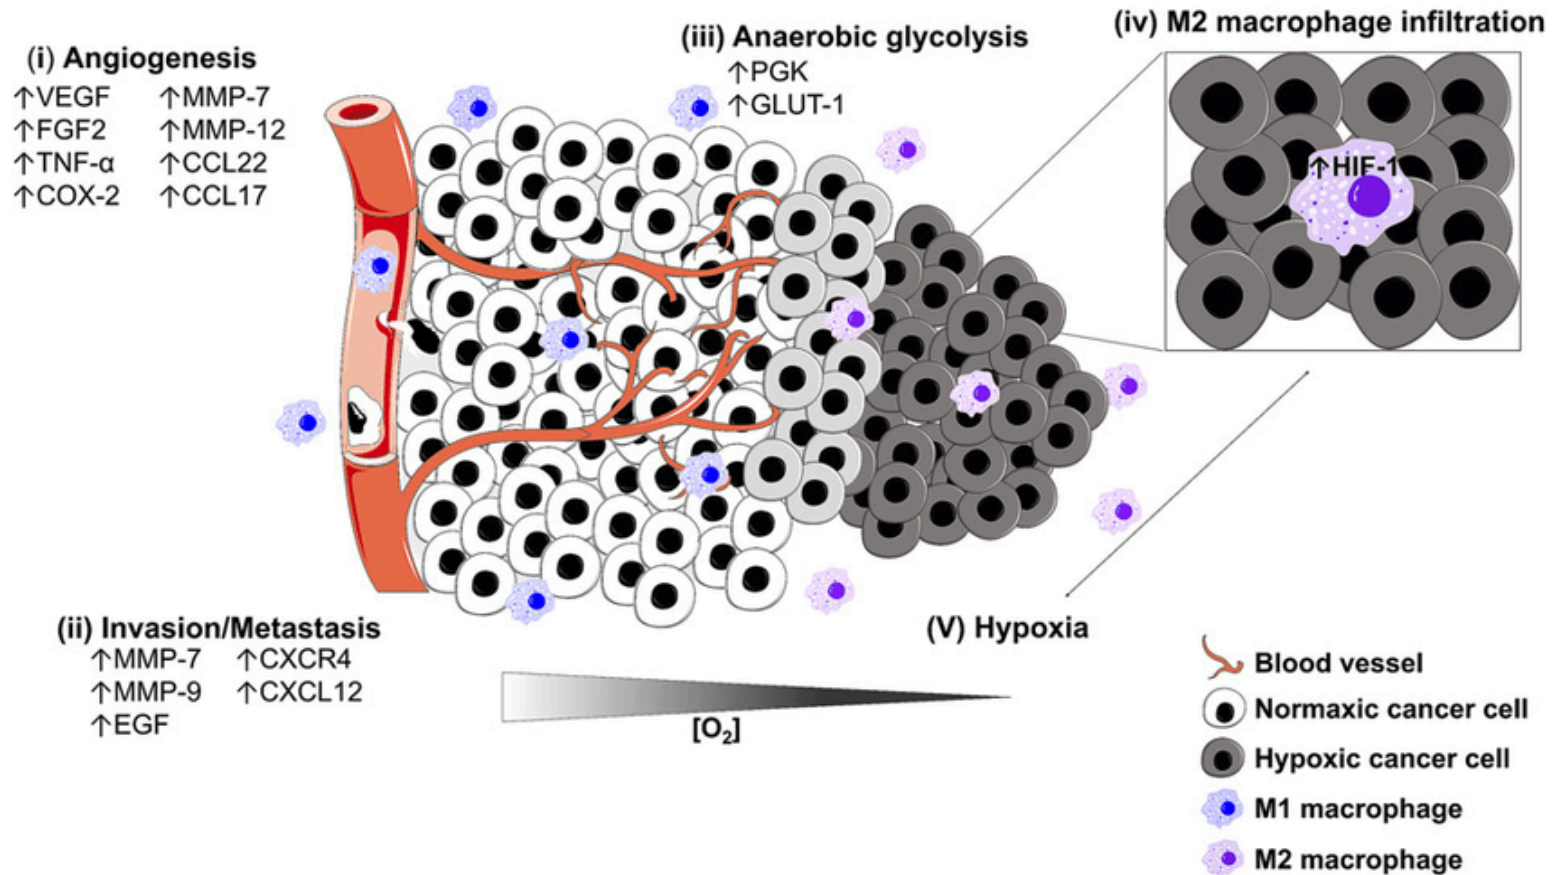 (i) Angiogenesis
↑VEGF ↑MMP-7
↑FGF2 ↑MMP-12
↑TNF-α ↑CCL22
↑COX-2 ↑CCL17
(iii) Anaerobic glycolysis
↑PGK
↑GLUT-1
(iv) M2 macrophage infiltration
↑HIF-1
(ii) Invasion/Metastasis
↑MMP-7 ↑CXCR4
↑MMP-9 ↑CXCL12
↑EGF
(V) Hypoxia
[O₂]
Blood vessel
Normaxic cancer cell
Hypoxic cancer cell
M1 macrophage
M2 macrophage